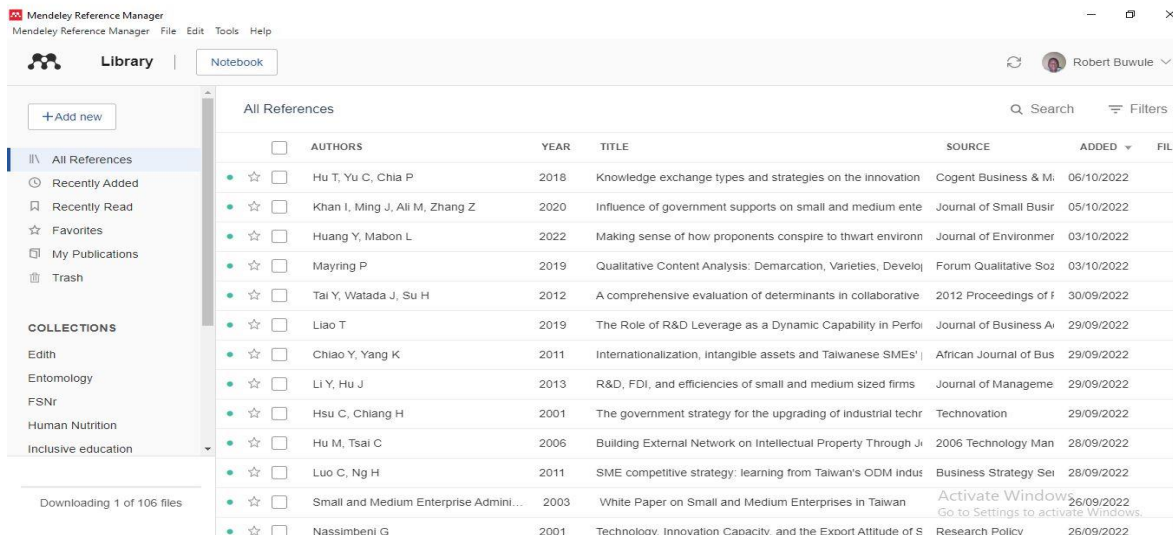 Mendeley Reference Manager
Mendeley Reference Manager File Edit Tools Help
Library | Notebook Robert Buwule
+Add new
All References
Recently Added
Recently Read
Favorites
My Publications
Trash
COLLECTIONS
Edith
Entomology
FSNr
Human Nutrition
Inclusive education
Downloading 1 of 106 files
All References Search Filters
AUTHORS YEAR TITLE SOURCE ADDED FIL
Hu T, Yu C, Chia P 2018 Knowledge exchange types and strategies on the innovation Cogent Business & Ma 06/10/2022
Khan I, Ming J, Ali M, Zhang Z 2020 Influence of government supports on small and medium ente Journal of Small Busir 05/10/2022
Huang Y, Mabon L 2022 Making sense of how proponents conspire to thwart environn Journal of Environmer 03/10/2022
Mayring P 2019 Qualitative Content Analysis: Demarcation, Varieties, Develop Forum Qualitative Soz 03/10/2022
Tai Y, Watada J, Su H 2012 A comprehensive evaluation of determinants in collaborative 2012 Proceedings of F 30/09/2022
Liao T 2019 The Role of R&D Leverage as a Dynamic Capability in Perfor Journal of Business A 29/09/2022
Chiao Y, Yang K 2011 Internationalization, intangible assets and Taiwanese SMEs' African Journal of Bus 29/09/2022
Li Y, Hu J 2013 R&D, FDI, and efficiencies of small and medium sized firms Journal of Manageme 29/09/2022
Hsu C, Chiang H 2001 The government strategy for the upgrading of industrial techr Technovation 29/09/2022
Hu M, Tsai C 2006 Building External Network on Intellectual Property Through J 2006 Technology Man 28/09/2022
Luo C, Ng H 2011 SME competitive strategy: learning from Taiwan's ODM indus Business Strategy Ser 28/09/2022
Small and Medium Enterprise Admini... 2003 White Paper on Small and Medium Enterprises in Taiwan 26/09/2022
Nassimbeni G 2001 Technology, Innovation Capacity, and the Export Attitude of S Research Policy 26/09/2022
Activate Windows
Go to Settings to activate Windows.